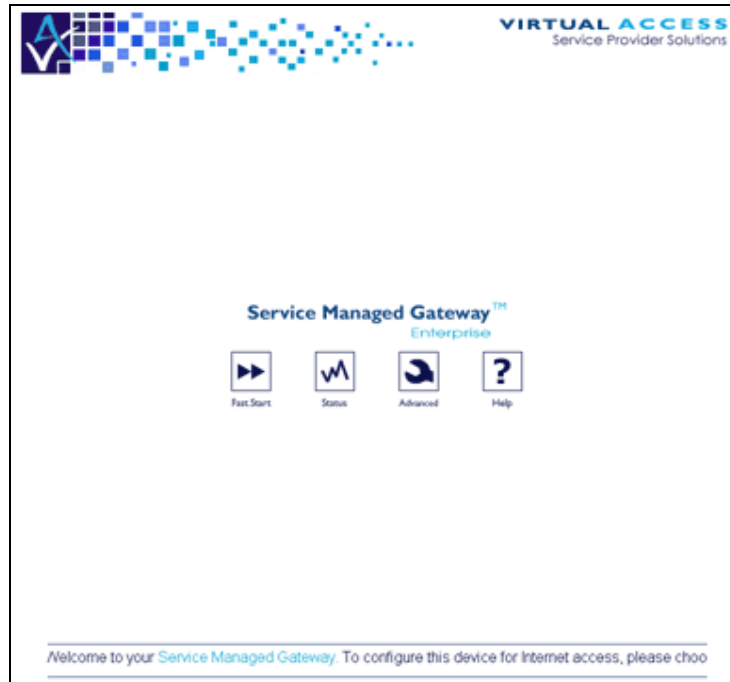 VIRTUAL ACCESS
Service Provider Solutions
Service Managed Gateway™
Enterprise
Fast.Start Status Advanced Help
Welcome to your Service Managed Gateway. To configure this device for Internet access, please choo